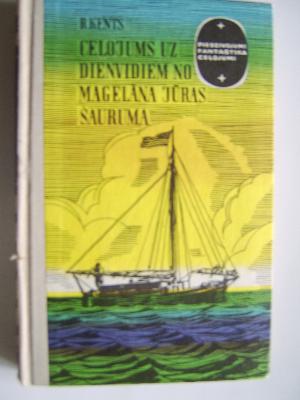 R.KENTS
CEĻOJUMS UZ
DIENVIDIEM NO
MAGELĀNA JŪRAS
ŠAURUMA
PIEDZĪVOJUMI
FANTASTIKA
CEĻOJUMI